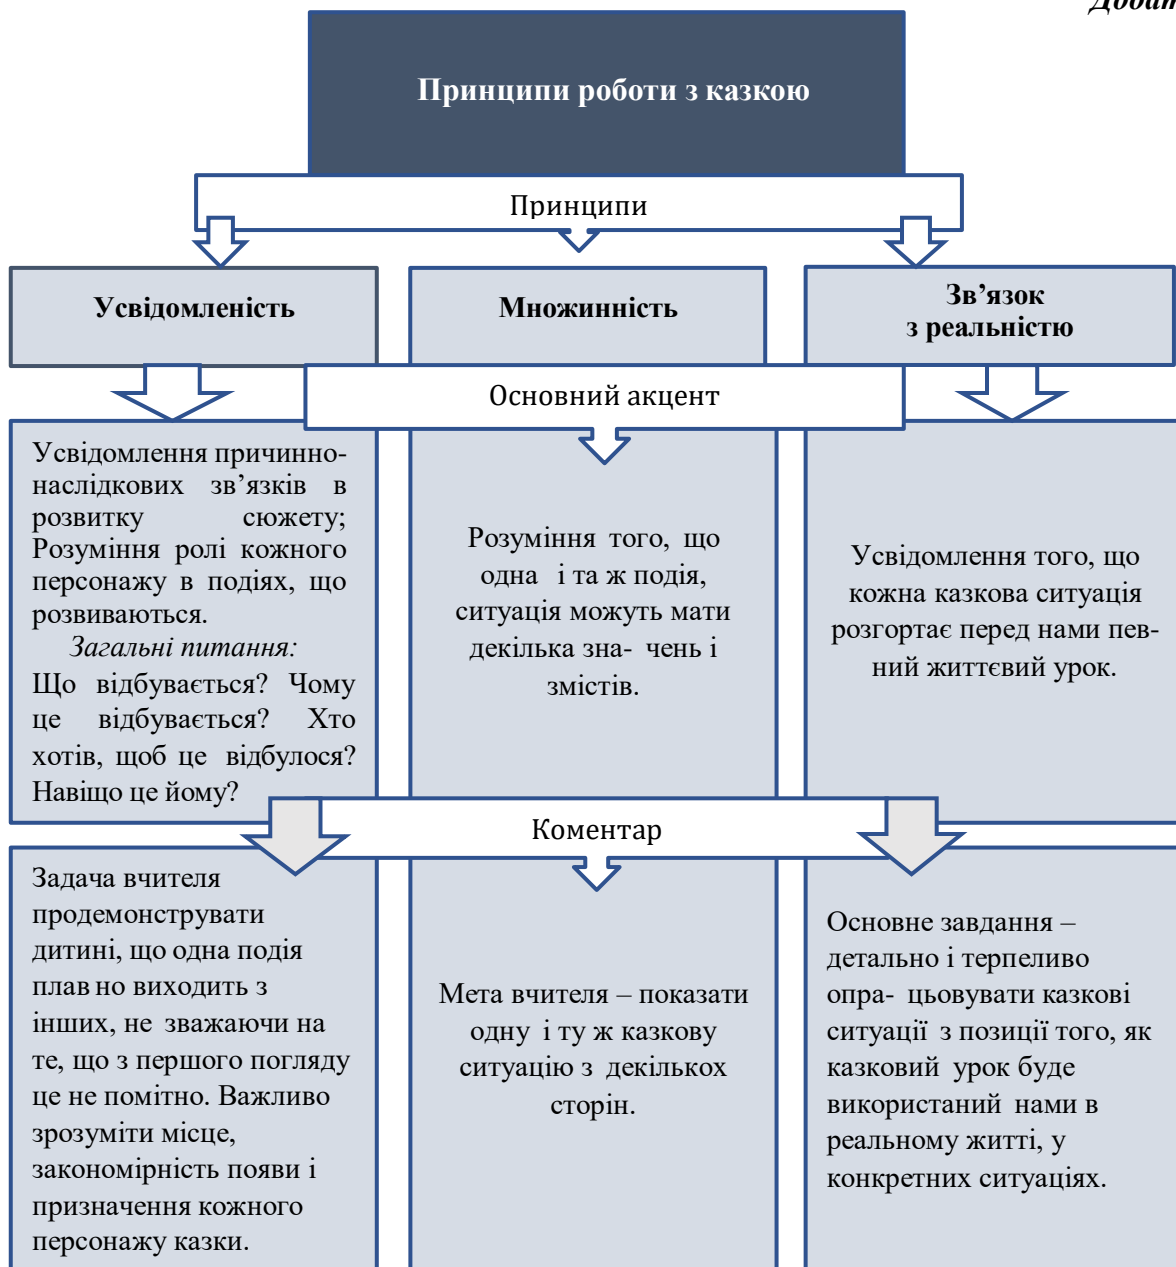 Додат
Принципи роботи з казкою
Принципи
Усвідомленість
Множинність
Зв’язок
з реальністю
Основний акцент
Усвідомлення причинно-
наслідкових зв’язків в
розвитку сюжету;
Розуміння ролі кожного
персонажу в подіях, що
розвиваються.
Загальні питання:
Що відбувається? Чому
це відбувається? Хто
хотів, щоб це відбулося?
Навіщо це йому?
Розуміння того, що
одна і та ж подія,
ситуація можуть мати
декілька зна- чень і
змістів.
Усвідомлення того, що
кожна казкова ситуація
розгортає перед нами пев-
ний життєвий урок.
Коментар
Задача вчителя
продемонструвати
дитині, що одна подія
плав но виходить з
інших, не зважаючи на
те, що з першого погляду
це не помітно. Важливо
зрозуміти місце,
закономірність появи і
призначення кожного
персонажу казки.
Мета вчителя – показати
одну і ту ж казкову
ситуацію з декількох
сторін.
Основне завдання –
детально і терпеливо
опра- цьовувати казкові
ситуації з позиції того, як
казковий урок буде
використаний нами в
реальному житті, у
конкретних ситуаціях.